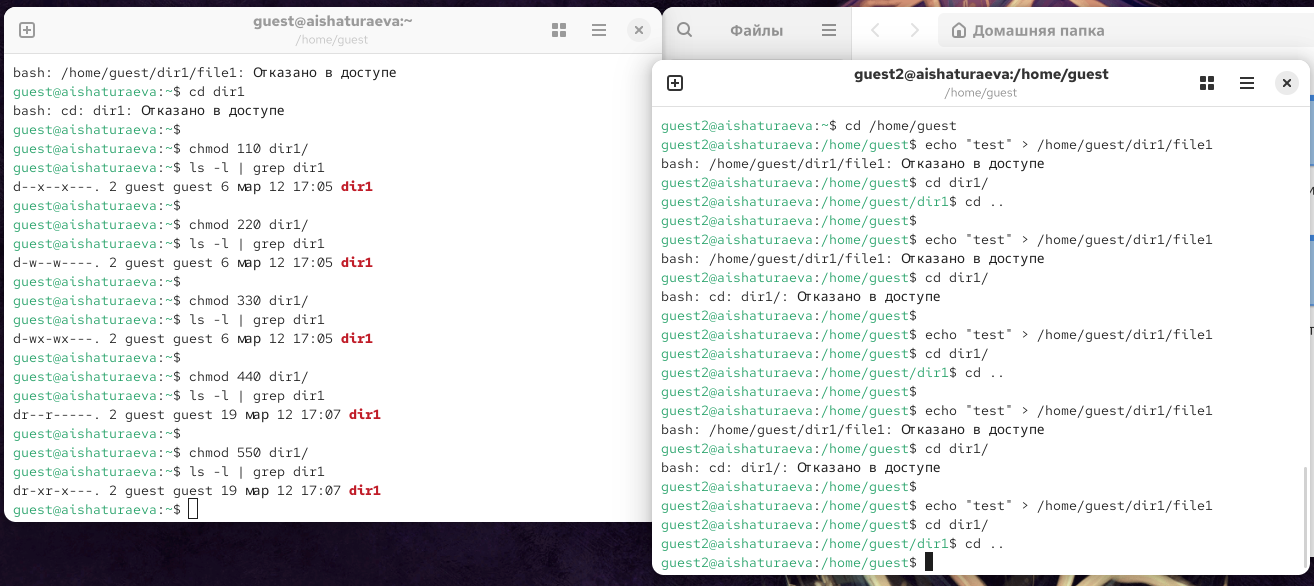 guest@aishaturaeva:~
/home/guest
bash: /home/guest/dir1/file1: Отказано в доступе
guest@aishaturaeva:~$ cd dir1
bash: cd: dir1: Отказано в доступе
guest@aishaturaeva:~$
guest@aishaturaeva:~$ chmod 110 dir1/
guest@aishaturaeva:~$ ls -l | grep dir1
d--x--x---. 2 guest guest 6 мар 12 17:05 dir1
guest@aishaturaeva:~$
guest@aishaturaeva:~$ chmod 220 dir1/
guest@aishaturaeva:~$ ls -l | grep dir1
d-w--w----. 2 guest guest 6 мар 12 17:05 dir1
guest@aishaturaeva:~$
guest@aishaturaeva:~$ chmod 330 dir1/
guest@aishaturaeva:~$ ls -l | grep dir1
d-wx-wx---. 2 guest guest 6 мар 12 17:05 dir1
guest@aishaturaeva:~$
guest@aishaturaeva:~$ chmod 440 dir1/
guest@aishaturaeva:~$ ls -l | grep dir1
dr--r-----. 2 guest guest 19 мар 12 17:07 dir1
guest@aishaturaeva:~$
guest@aishaturaeva:~$ chmod 550 dir1/
guest@aishaturaeva:~$ ls -l | grep dir1
dr-xr-x---. 2 guest guest 19 мар 12 17:07 dir1
guest@aishaturaeva:~$
Файлы
Домашняя папка
guest2@aishaturaeva:/home/guest
/home/guest
guest2@aishaturaeva:~$ cd /home/guest
guest2@aishaturaeva:/home/guest$ echo "test" > /home/guest/dir1/file1
bash: /home/guest/dir1/file1: Отказано в доступе
guest2@aishaturaeva:/home/guest$ cd dir1/
guest2@aishaturaeva:/home/guest/dir1$ cd ..
guest2@aishaturaeva:/home/guest$
guest2@aishaturaeva:/home/guest$ echo "test" > /home/guest/dir1/file1
bash: /home/guest/dir1/file1: Отказано в доступе
guest2@aishaturaeva:/home/guest$ cd dir1/
bash: cd: dir1/: Отказано в доступе
guest2@aishaturaeva:/home/guest$
guest2@aishaturaeva:/home/guest$ echo "test" > /home/guest/dir1/file1
guest2@aishaturaeva:/home/guest$ cd dir1/
guest2@aishaturaeva:/home/guest/dir1$ cd ..
guest2@aishaturaeva:/home/guest$
guest2@aishaturaeva:/home/guest$ echo "test" > /home/guest/dir1/file1
bash: /home/guest/dir1/file1: Отказано в доступе
guest2@aishaturaeva:/home/guest$ cd dir1/
bash: cd: dir1/: Отказано в доступе
guest2@aishaturaeva:/home/guest$
guest2@aishaturaeva:/home/guest$ echo "test" > /home/guest/dir1/file1
guest2@aishaturaeva:/home/guest$ cd dir1/
guest2@aishaturaeva:/home/guest/dir1$ cd ..
guest2@aishaturaeva:/home/guest$